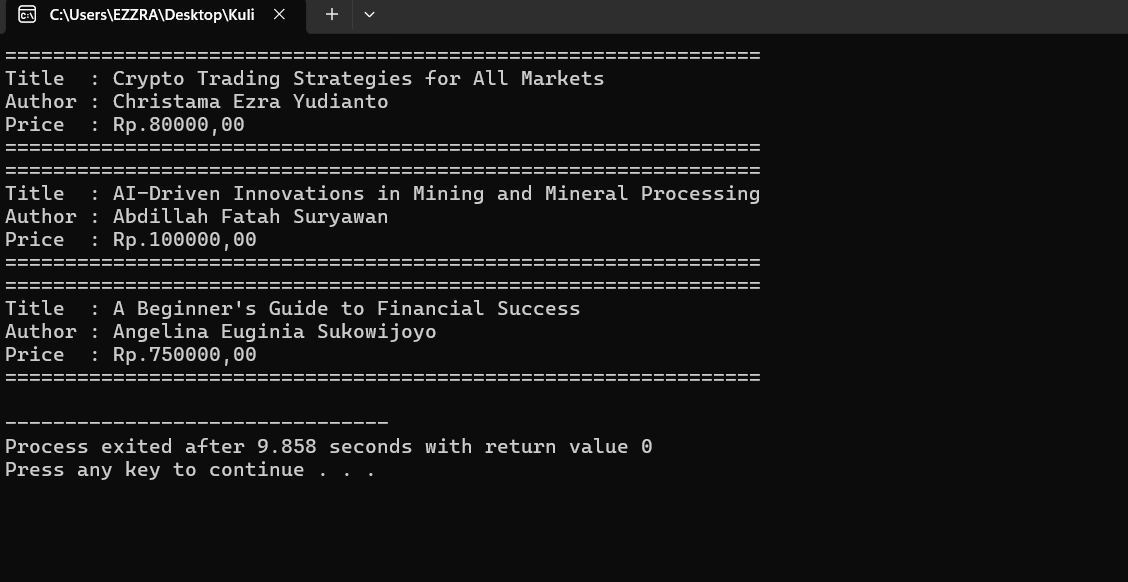 C:\Users\EZZRA\Desktop\Kuli
===============================================================
Title  : Crypto Trading Strategies for All Markets
Author : Christama Ezra Yudianto
Price  : Rp.80000,00
===============================================================
===============================================================
Title  : AI-Driven Innovations in Mining and Mineral Processing
Author : Abdillah Fatah Suryawan
Price  : Rp.100000,00
===============================================================
===============================================================
Title  : A Beginner's Guide to Financial Success
Author : Angelina Euginia Sukowijoyo
Price  : Rp.750000,00
===============================================================
--------------------------------
Process exited after 9.858 seconds with return value 0
Press any key to continue . . .